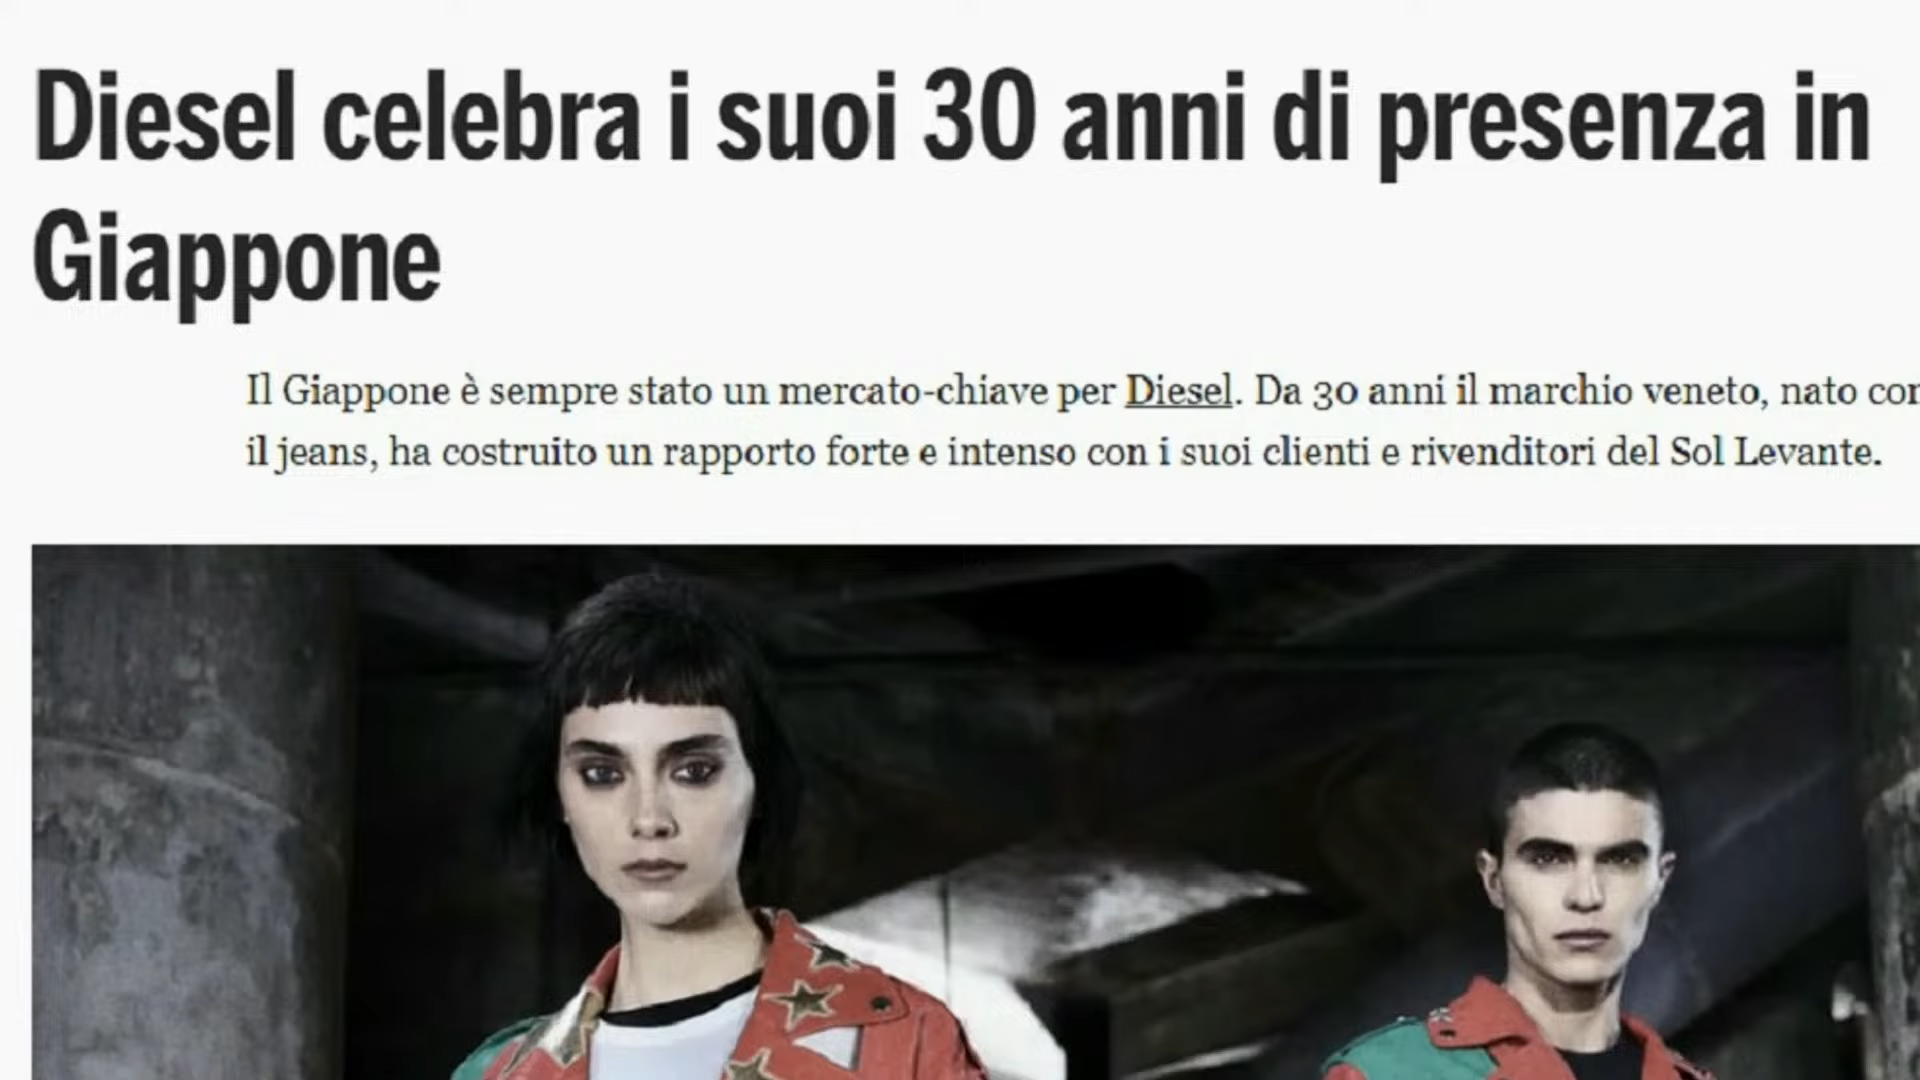 Diesel celebra i suoi 30 anni di presenza in
Giappone
Il Giappone è sempre stato un mercato-chiave per Diesel. Da 30 anni il marchio veneto, nato con
il jeans, ha costruito un rapporto forte e intenso con i suoi clienti e rivenditori del Sol Levante.